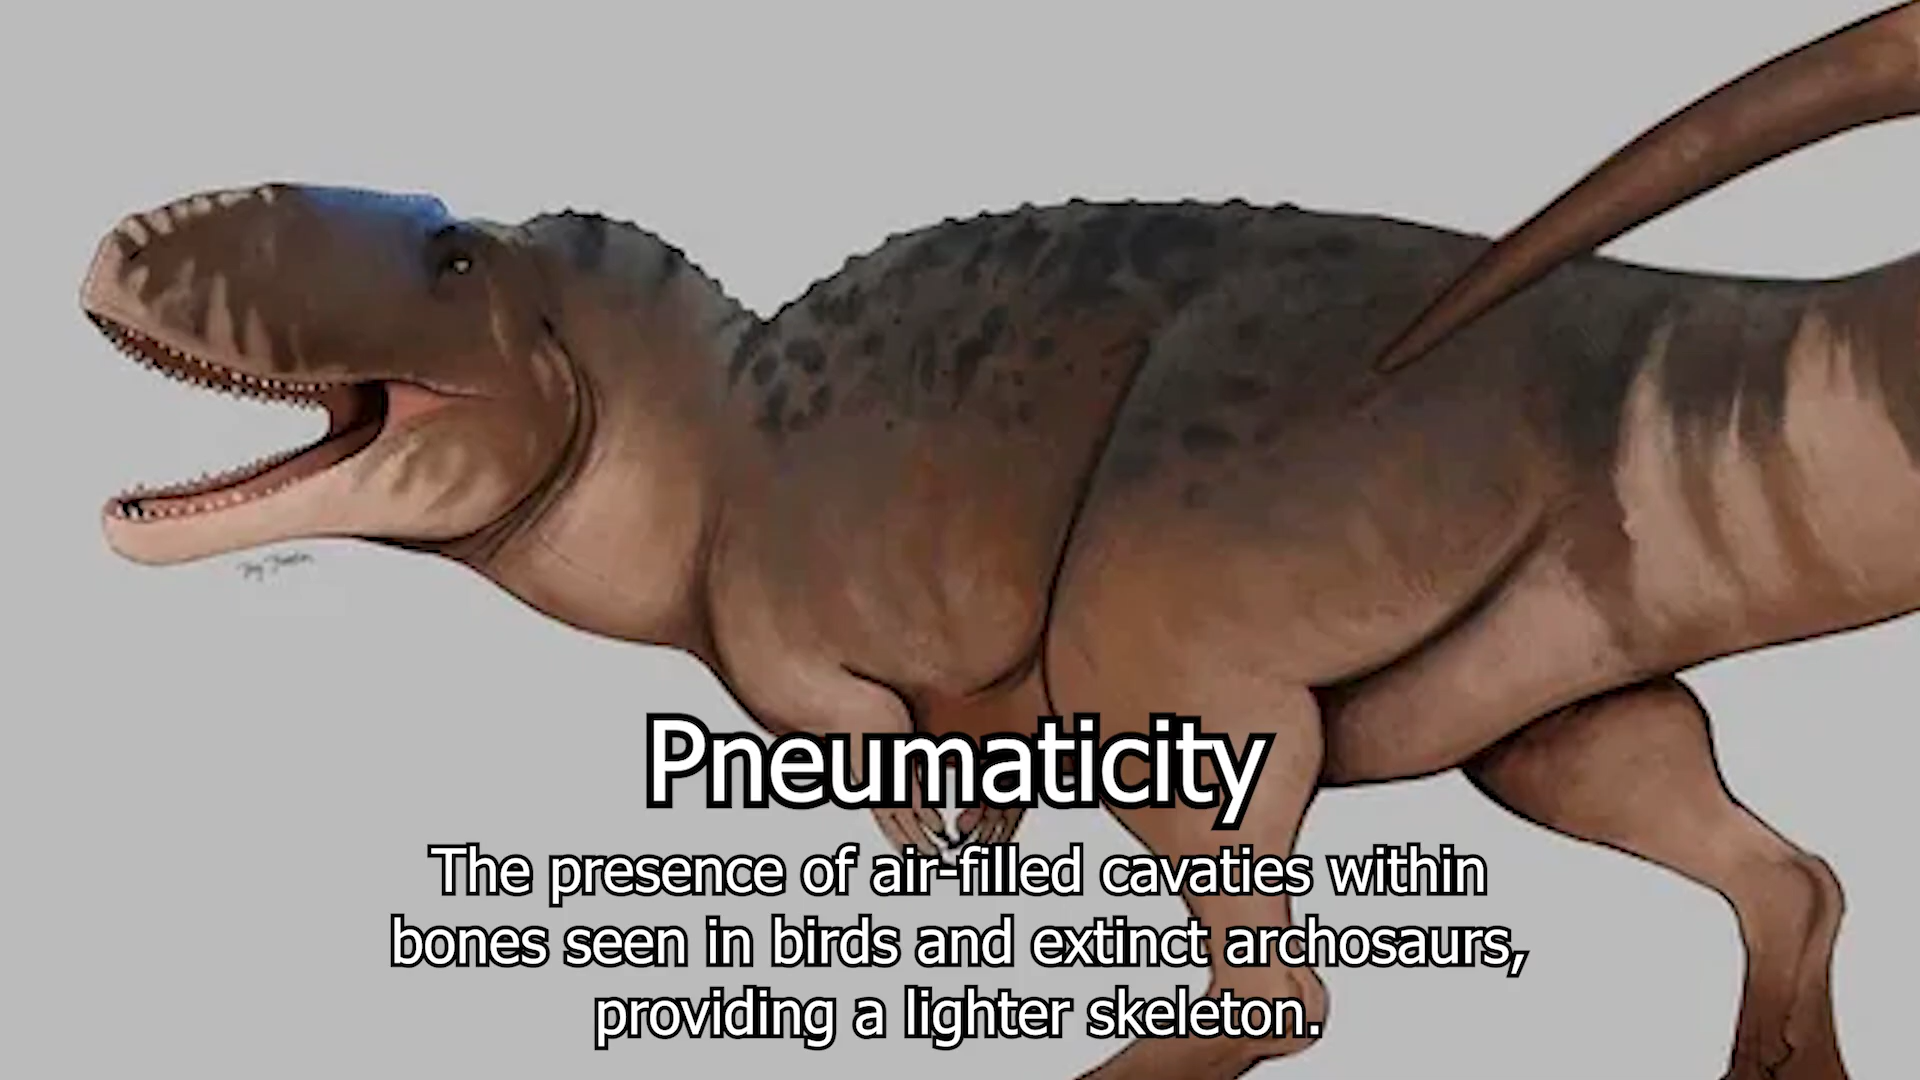 Pneumaticity
The presence of air-filled cavaties within
bones seen in birds and extinct archosaurs,
providing a lighter skeleton.